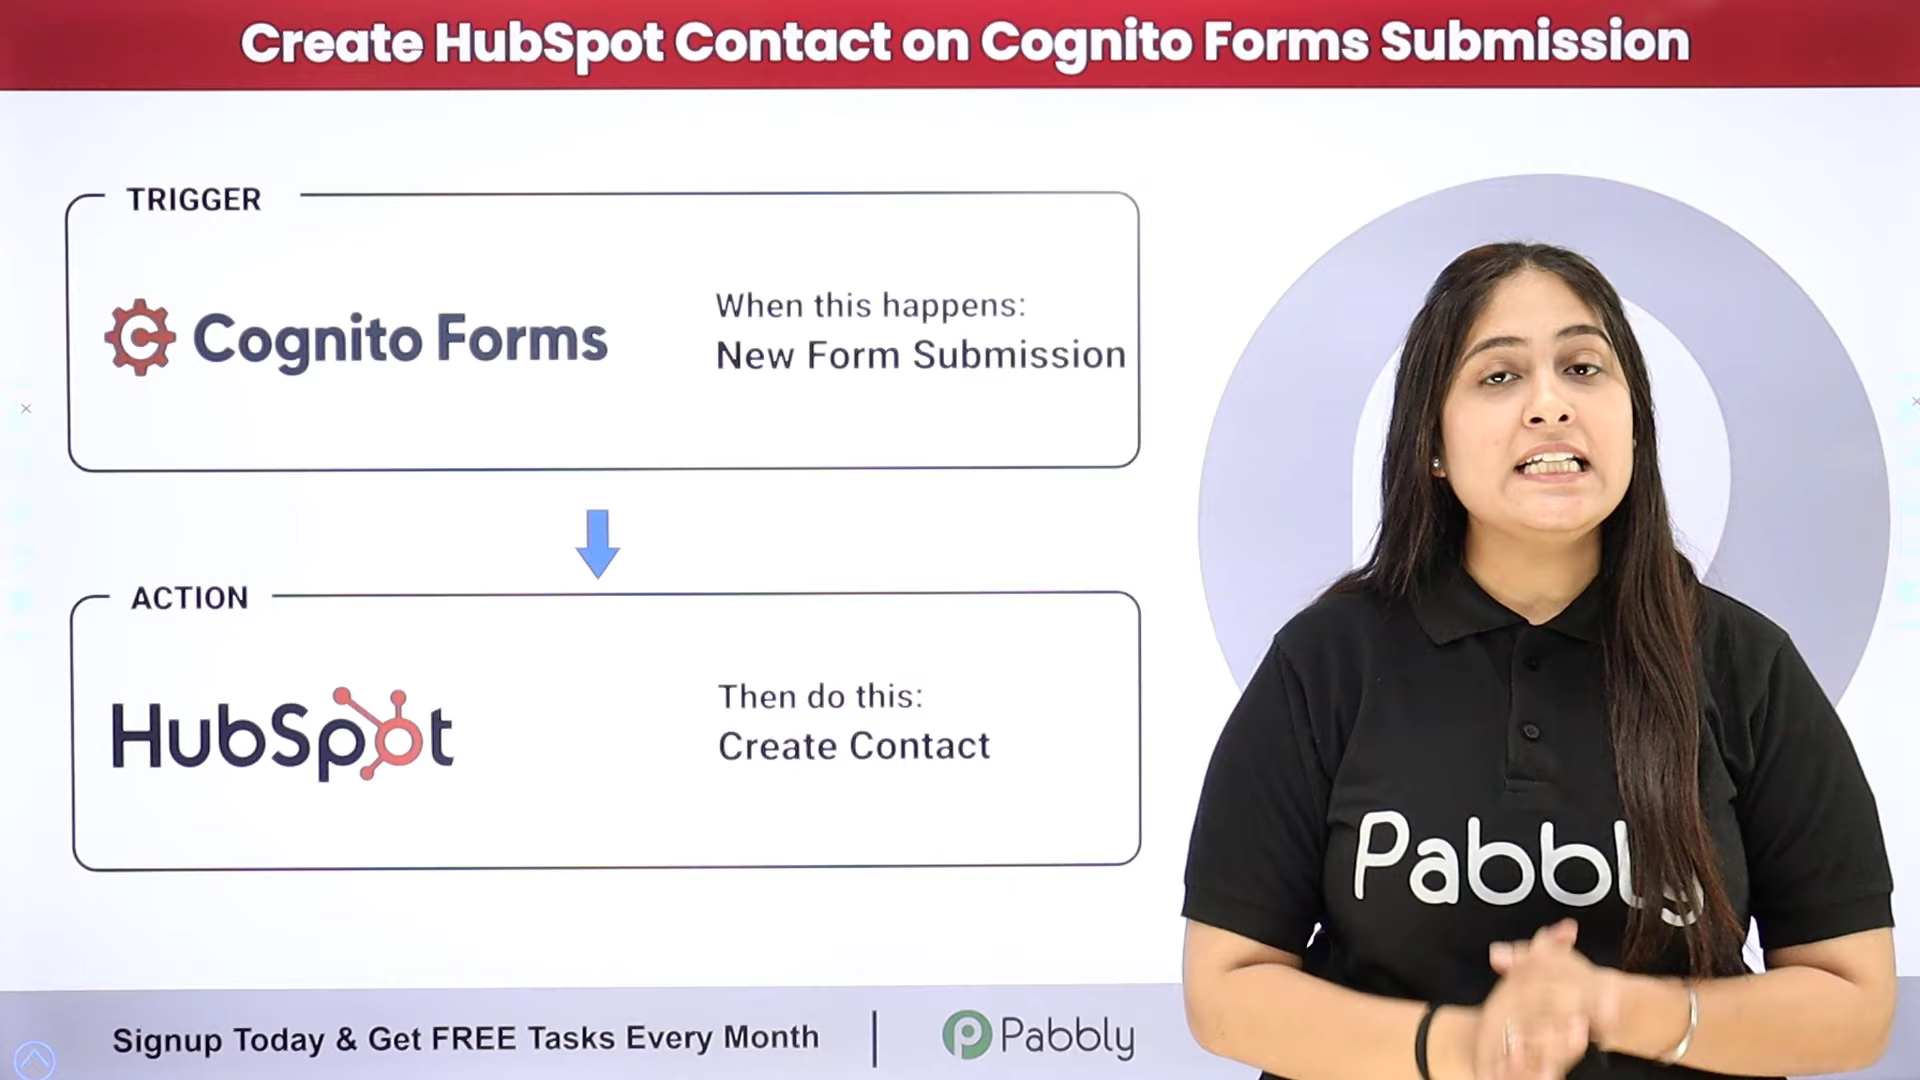 Create HubSpot Contact on Cognito Forms Submission
TRIGGER
Cognito Forms
When this happens:
New Form Submission
ACTION
HubSpot
Then do this:
Create Contact
Pabbly
Signup Today & Get FREE Tasks Every Month
Pabbly